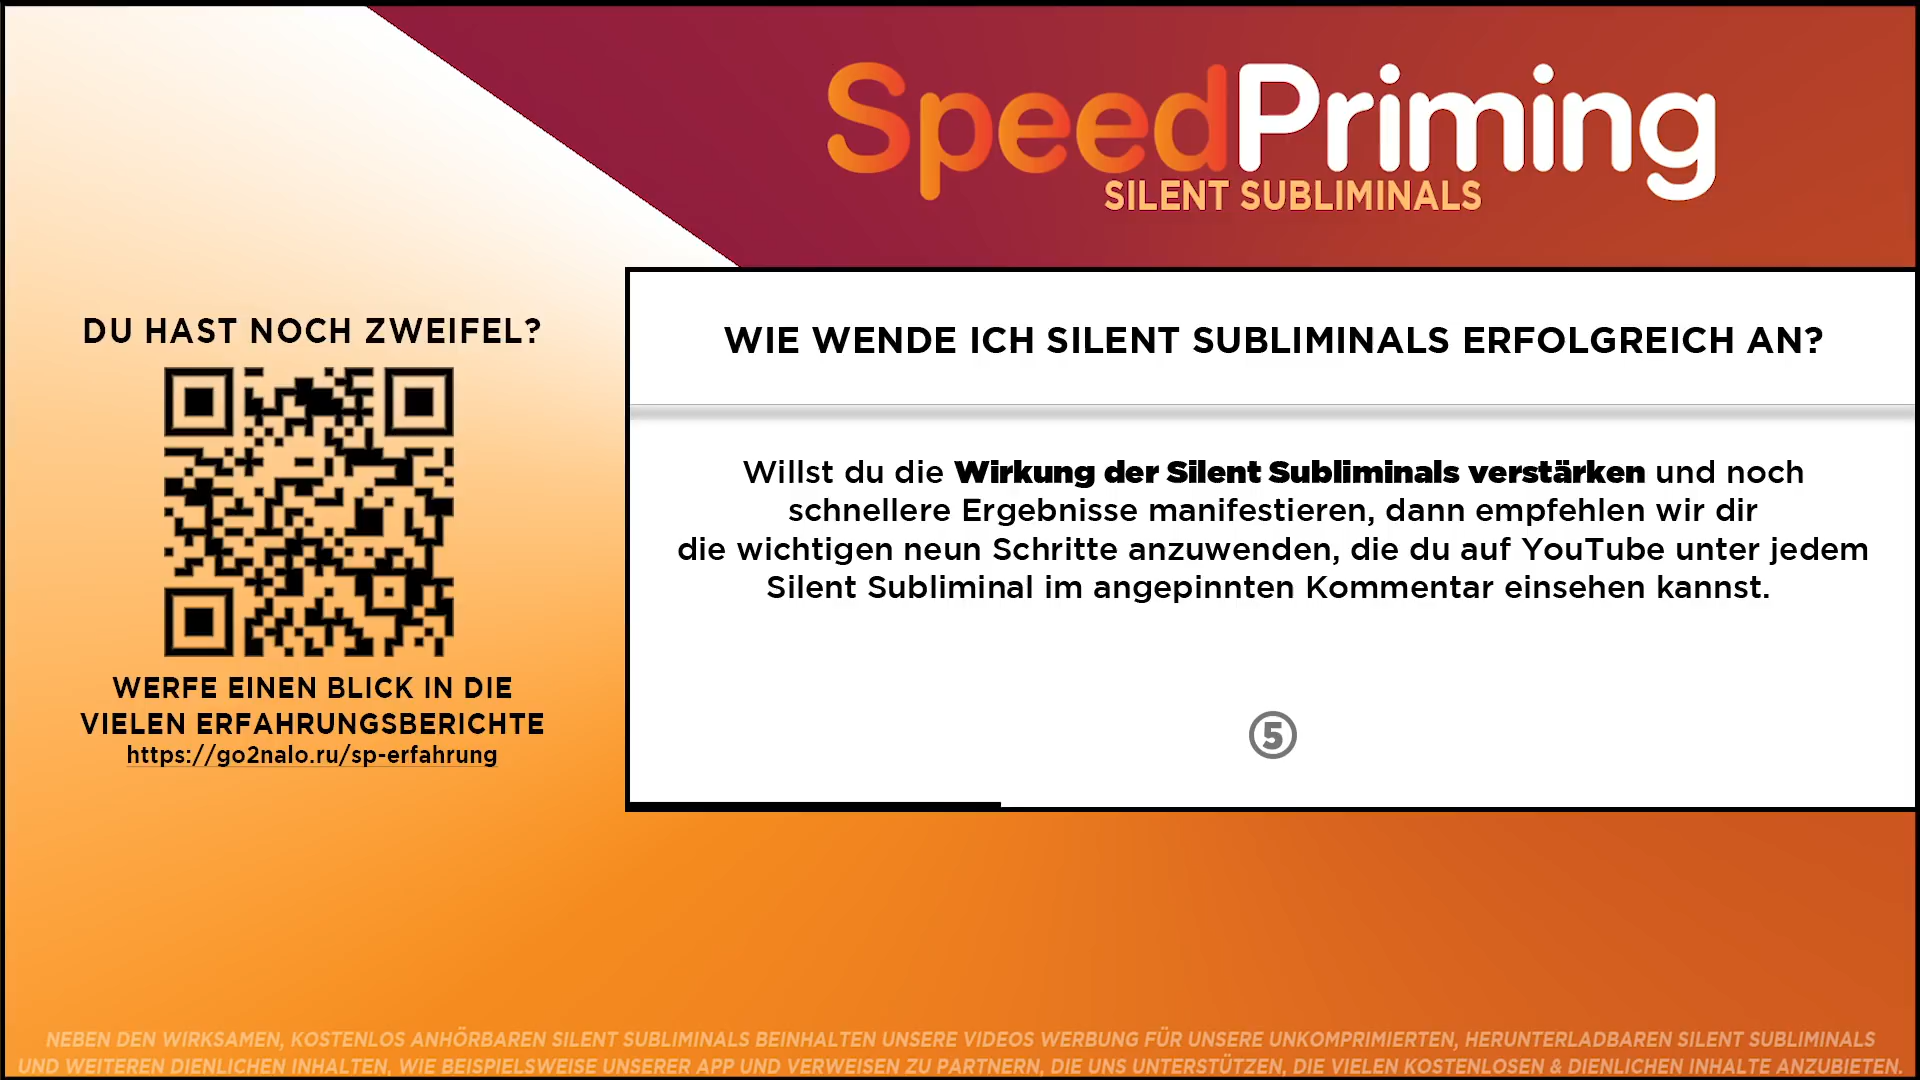 SpeedPriming
SILENT SUBLIMINALS
DU HAST NOCH ZWEIFEL?
WERFE EINEN BLICK IN DIE
VIELEN ERFAHRUNGSBERICHTE
https://go2nalo.ru/sp-erfahrung
WIE WENDE ICH SILENT SUBLIMINALS ERFOLGREICH AN?
Willst du die Wirkung der Silent Subliminals verstärken und noch
schnellere Ergebnisse manifestieren, dann empfehlen wir dir
die wichtigen neun Schritte anzuwenden, die du auf YouTube unter jedem
Silent Subliminal im angepinnten Kommentar einsehen kannst.
5
NEBEN DEN WIRKSAMEN, KOSTENLOS ANHÖRBAREN SILENT SUBLIMINALS BEINHALTEN UNSERE VIDEOS WERBUNG FÜR UNSERE UNKOMPRIMIERTEN, HERUNTERLADBAREN SILENT SUBLIMINALS
UND WEITEREN DIENLICHEN INHALTEN, WIE BEISPIELSWEISE UNSERER APP UND VERWEISEN ZU PARTNERN, DIE UNS UNTERSTÜTZEN, DIE VIELEN KOSTENLOSEN & DIENLICHEN INHALTE ANZUBIETEN.